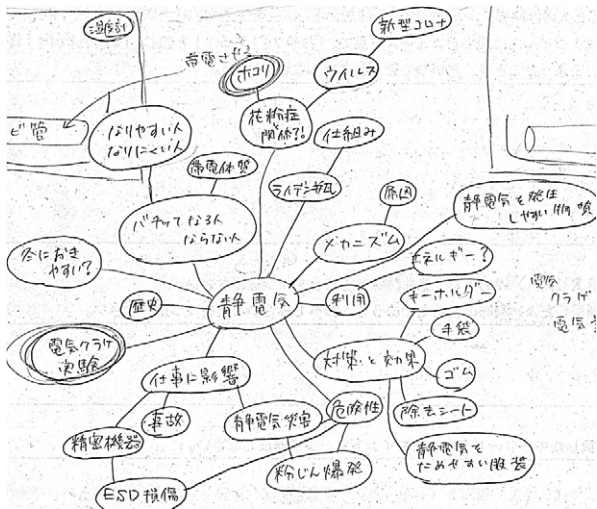 湿度計
帯電させる
ビ管
なりやすい人
なりにくい人
ホコリ
新型コロナ
ウイルス
花粉症
と
関係?!
仕組み
帯電体質
ライデン瓶
バチッてなる人
ならない人
原因
メカニズム
静電気を発生
しやすい物質
冬におき
やすい?
歴史
静電気
利用
エネルギー?
キーホルダー
電気
クラゲ
電気クラゲ
実験
手袋
対策と効果
ゴム
仕事に影響
除去シート
事故
静電気災害
危険性
精密機器
静電気を
ためやすい服装
粉じん爆発
ESD損傷